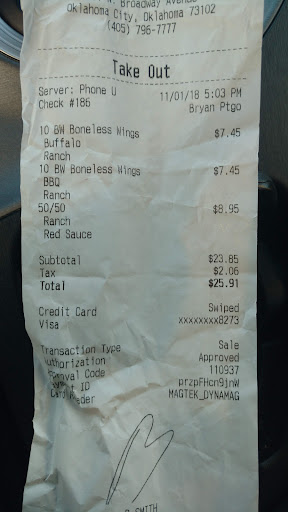 Broadway Avenue
Oklahoma City, Oklahoma 73102
(405) 796-7777
Take Out
Server: Phone U 11/01/18 5:03 PM
Check #186 Bryan Ptgo
10 BW Boneless Wings $7.45
Buffalo
Ranch
10 BW Boneless Wings $7.45
BBQ
Ranch
50/50 $8.95
Ranch
Red Sauce
Subtotal $23.85
Tax $2.06
Total $25.91
Credit Card Swiped
Visa xxxxxxxx8273
Transaction Type Sale
Authorization Approved
Code 110937
ID przpFHcn9jnW
MAGTEK_DYNAMAG
SMITH